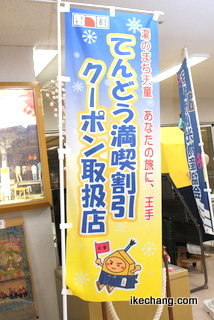 湯のまち天童 あなたの旅に、王手
てんどう満喫割引
クーポン取扱店
www.ikechang.com